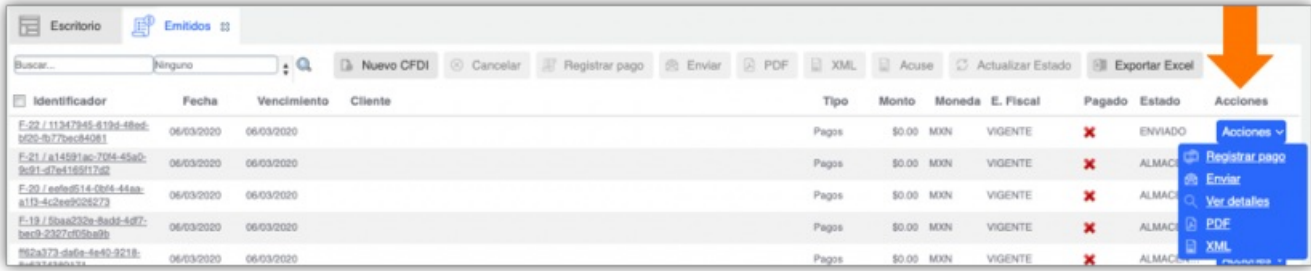 Escritorio
Emitidos
Buscar...
Ninguno
Nuevo CFDI
Cancelar
Registrar pago
Enviar
PDF
XML
Acuse
Actualizar Estado
Exportar Excel
Identificador Fecha Vencimiento Cliente Tipo Monto Moneda E. Fiscal Pagado Estado Acciones
F-22 / 11347945-619d-48ed-
bf20-fb77bec84081
06/03/2020 06/03/2020 Pagos $0.00 MXN VIGENTE ENVIADO Acciones
F-21 / a14591ac-70f4-45a0-
9c91-d7e4165f17d2
06/03/2020 06/03/2020 Pagos $0.00 MXN VIGENTE ALMAC
F-20 / eefed514-0bf4-44aa-
a1f3-4c2ee9026273
06/03/2020 06/03/2020 Pagos $0.00 MXN VIGENTE ALMAC
F-19 / 5baa232e-8add-4df7-
bec9-2327cf05ba9b
06/03/2020 06/03/2020 Pagos $0.00 MXN VIGENTE ALMAC
ff62a373-da6e-4e40-9218-
06/03/2020 06/03/2020 Pagos $0.00 MXN VIGENTE Acciones
Registrar pago
Enviar
Ver detalles
PDF
XML